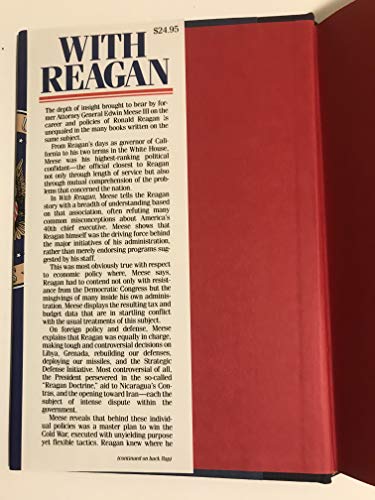 $24.95
WITH
REAGAN
The depth of insight brought to bear by for-
mer Attorney General Edwin Meese III on the
career and policies of Ronald Reagan is
unequaled in the many books written on the
same subject.
From Reagan's days as governor of Cal-
ifornia to his two terms in the White House,
Meese was his highest-ranking political
confidant—the official closest to Reagan
not only through length of service but also
through mutual comprehension of the prob-
lems that concerned the nation.
In With Reagan, Meese tells the Reagan
story with a breadth of understanding based
on that association, often refuting many
common misconceptions about America's
40th chief executive. Meese shows that
Reagan himself was the driving force behind
the major initiatives of his administration,
rather than merely endorsing programs sug-
gested by his staff.
This was most obviously true with respect
to economic policy where, Meese says,
Reagan had to contend not only with resis-
tance from the Democratic Congress but the
misgivings of many inside his own admini-
stration. Meese displays the resulting tax and
budget data that are in startling conflict
with the usual treatments of this subject.
On foreign policy and defense, Meese
explains that Reagan was equally in charge,
making tough and controversial decisions on
Libya, Grenada, rebuilding our defenses,
deploying our missiles, and the Strategic
Defense Initiative. Most controversial of all,
the President persevered in the so-called
"Reagan Doctrine," aid to Nicaragua's Con-
tras, and the opening toward Iran—each the
subject of intense dispute within the
government.
Meese reveals that behind these individ-
ual policies was a master plan to win the
Cold War, executed with unyielding purpose
yet flexible tactics. Reagan knew where he
(continued on back flap)